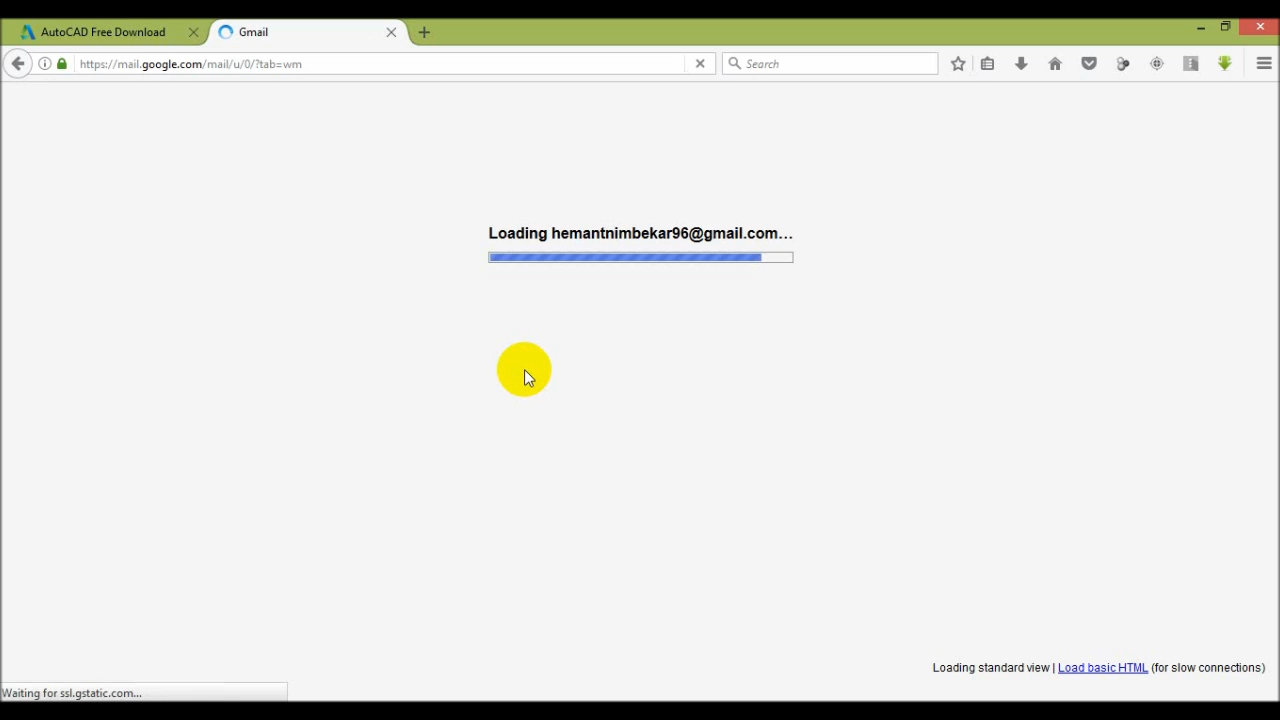 AutoCAD Free Download
Gmail
https://mail.google.com/mail/u/0/?tab=wm
Search
Loading hemantnimbekar96@gmail.com…
Loading standard view | Load basic HTML (for slow connections)
Waiting for ssl.gstatic.com...